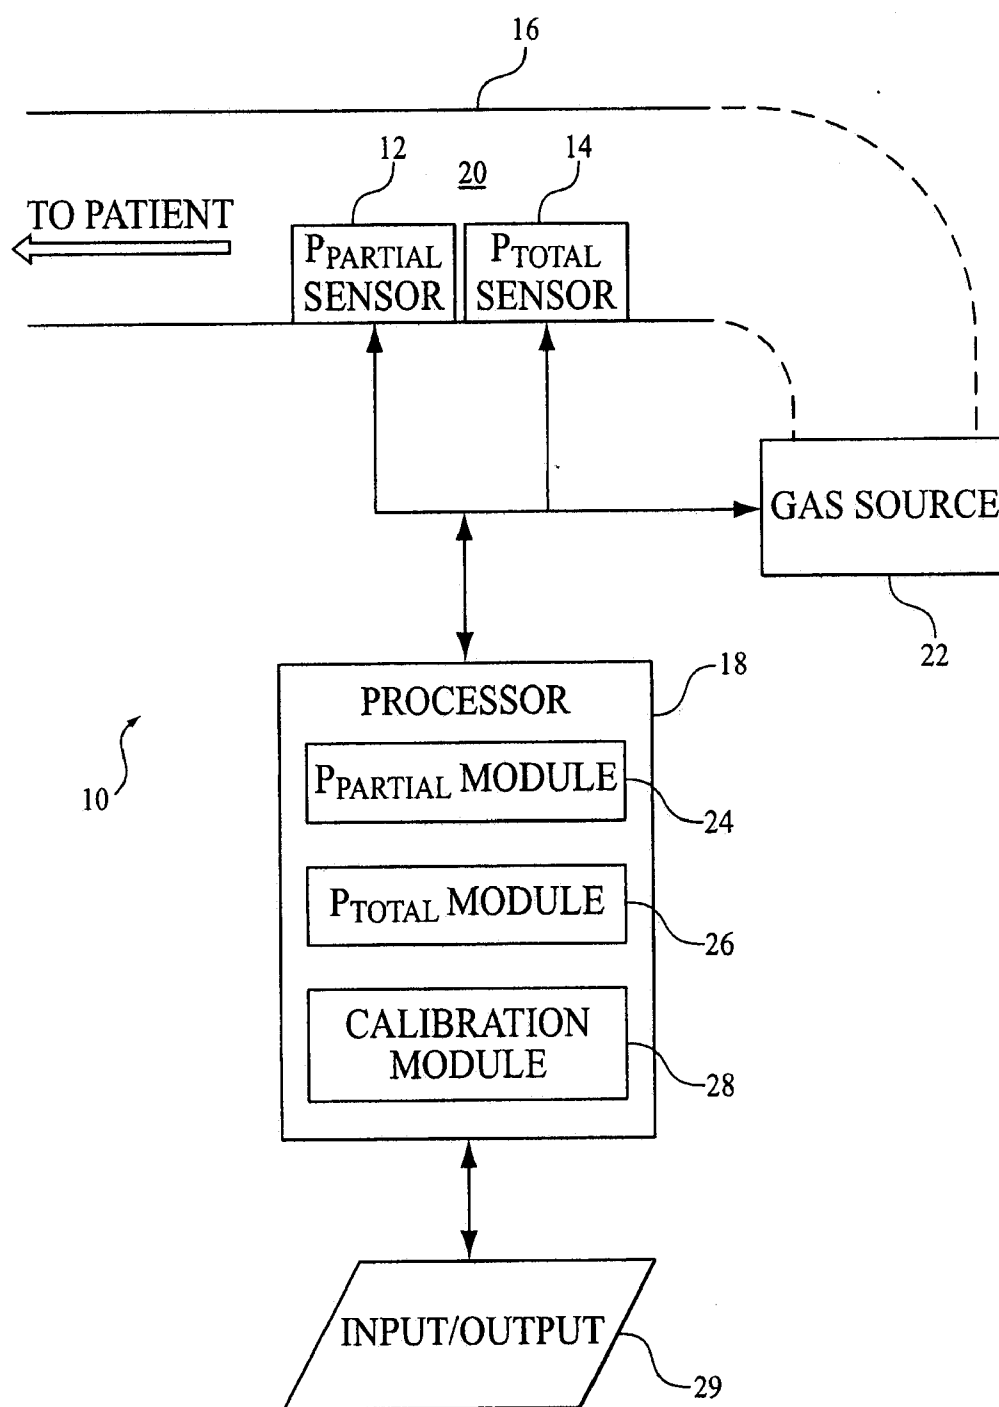 16
12
20
14
TO PATIENT
PPARTIAL
SENSOR
PTOTAL
SENSOR
GAS SOURCE
22
18
PROCESSOR
10
PPARTIAL MODULE
24
PTOTAL MODULE
26
CALIBRATION
MODULE
28
INPUT/OUTPUT
29